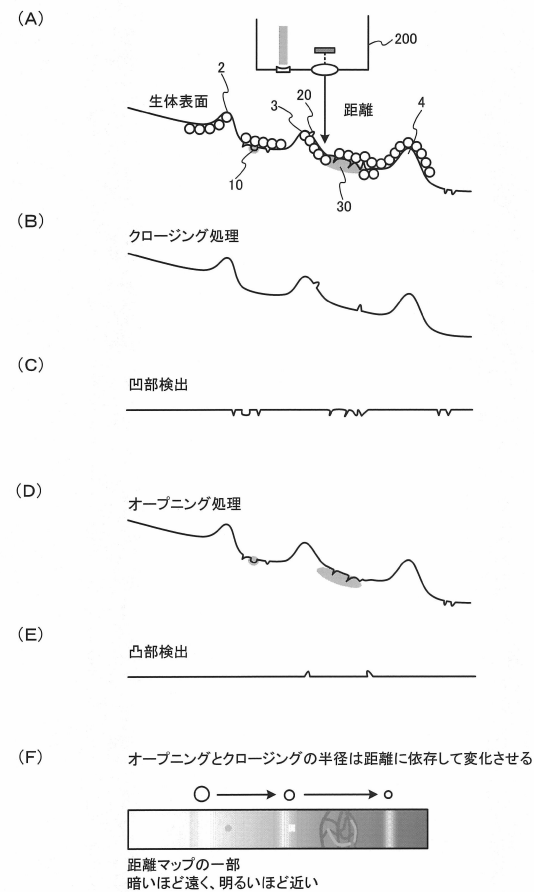 (A)
200
2
生体表面
3
20
距離
4
10
30
(B)
クロージング処理
(C)
凹部検出
(D)
オープニング処理
(E)
凸部検出
(F)
オープニングとクロージングの半径は距離に依存して変化させる
距離マップの一部
暗いほど遠く、明るいほど近い